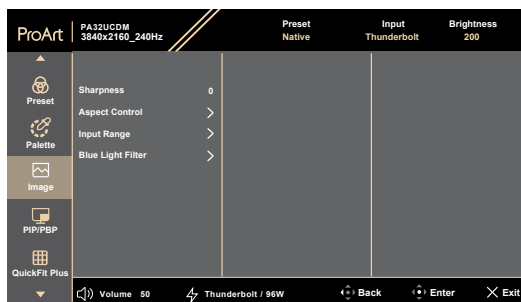 ProArt
PA32UCDM
3840x2160_240Hz
Preset
Native
Input
Thunderbolt
Brightness
200
Preset
Palette
Image
PIP/PBP
QuickFit Plus
Sharpness 0
Aspect Control
Input Range
Blue Light Filter
Volume 50
Thunderbolt / 96W
Back
Enter
Exit